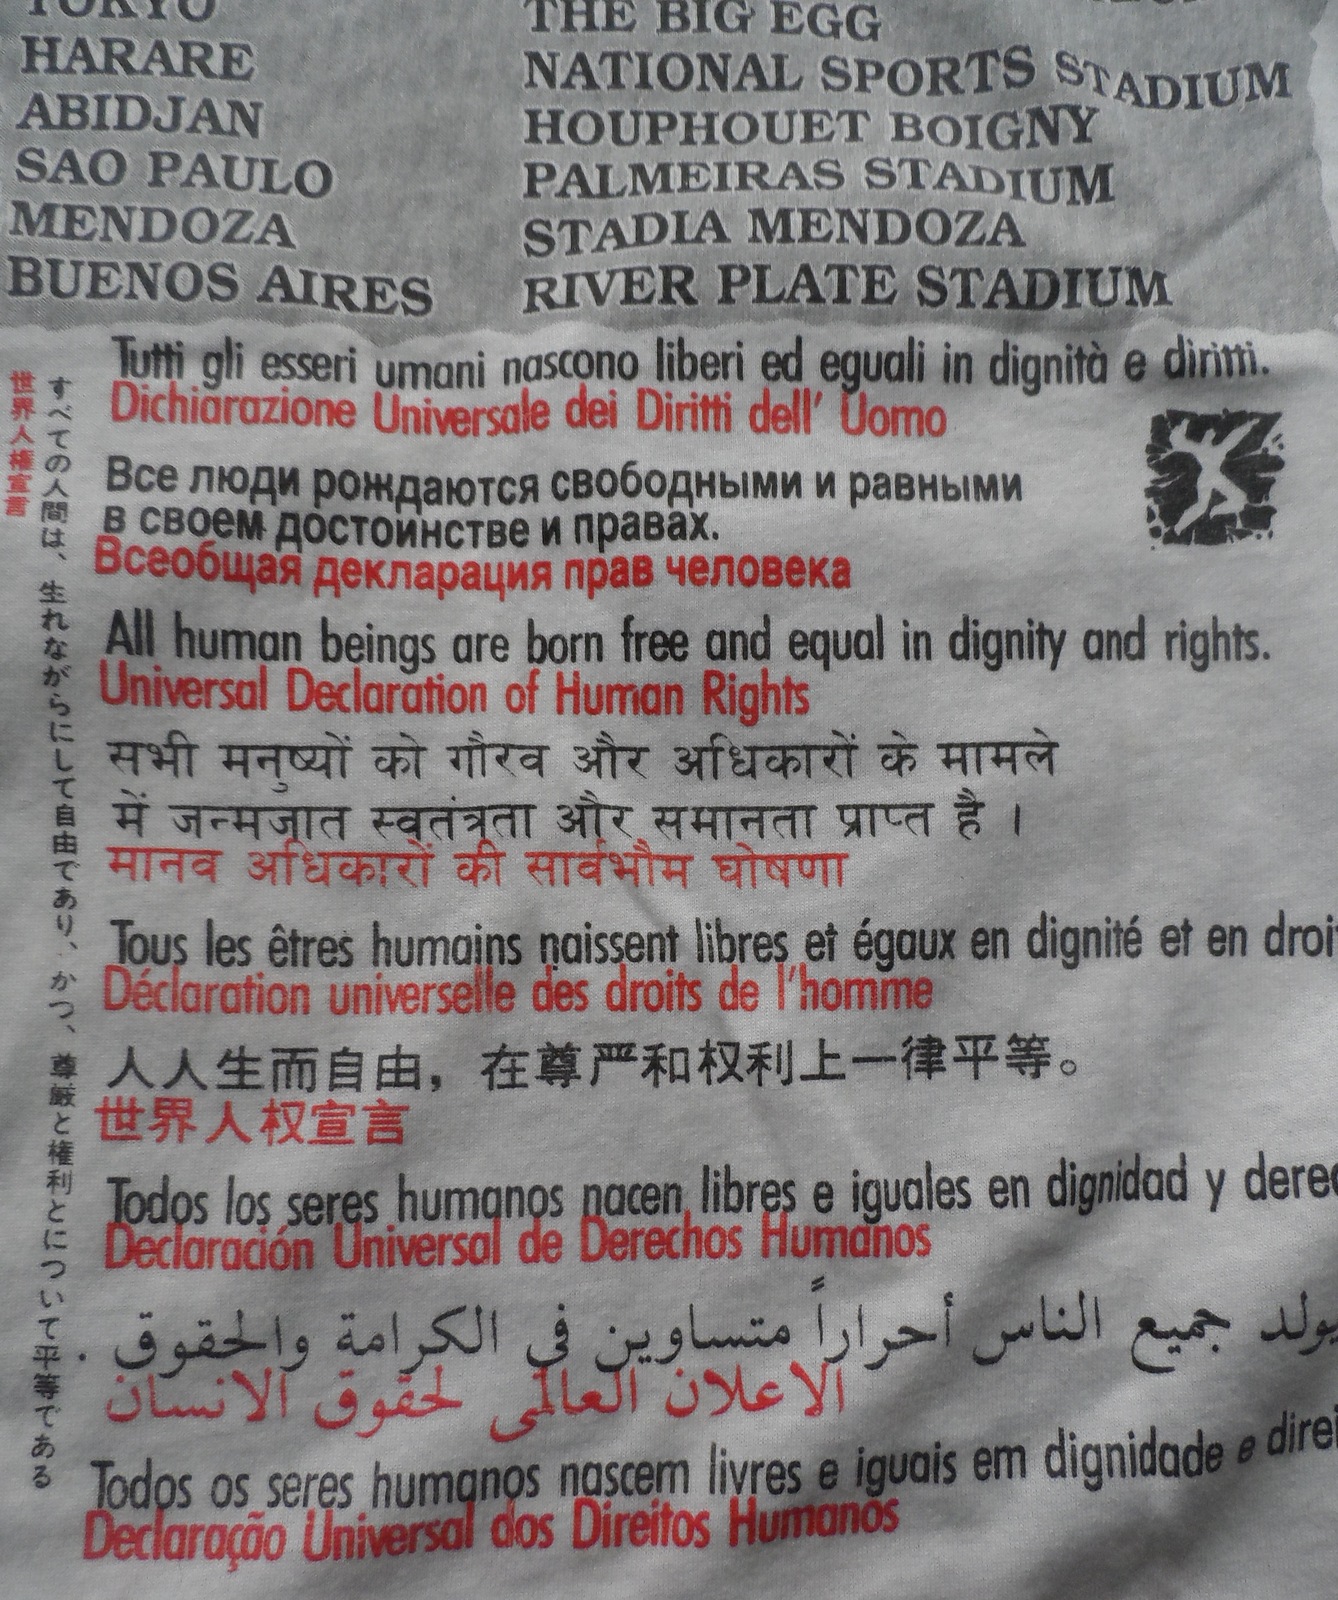 TOKYO THE BIG EGG
HARARE NATIONAL SPORTS STADIUM
ABIDJAN HOUPHOUET BOIGNY
SAO PAULO PALMEIRAS STADIUM
MENDOZA STADIA MENDOZA
BUENOS AIRES RIVER PLATE STADIUM
Tutti gli esseri umani nascono liberi ed eguali in dignità e diritti.
Dichiarazione Universale dei Diritti dell' Uomo
Все люди рождаются свободными и равными
в своем достоинстве и правах.
Всеобщая декларация прав человека
All human beings are born free and equal in dignity and rights.
Universal Declaration of Human Rights
सभी मनुष्यों को गौरव और अधिकारों के मामले
में जन्मजात स्वतंत्रता और समानता प्राप्त है ।
मानव अधिकारों की सार्वभौम घोषणा
Tous les êtres humains naissent libres et égaux en dignité et en droi
Déclaration universelle des droits de l'homme
人人生而自由，在尊严和权利上一律平等。
世界人权宣言
Todos los seres humanos nacen libres e iguales en dignidad y dere
Declaración Universal de Derechos Humanos
يولد جميع الناس أحراراً متساوين في الكرامة والحقوق .
الاعلان العالمى لحقوق الانسان
Todos os seres humanos nascem livres e iguais em dignidade e direi
Declaração Universal dos Direitos Humanos
すべての人間は、生れながらにして自由であり、かつ、尊厳と権利とについて平等である
世界人権宣言